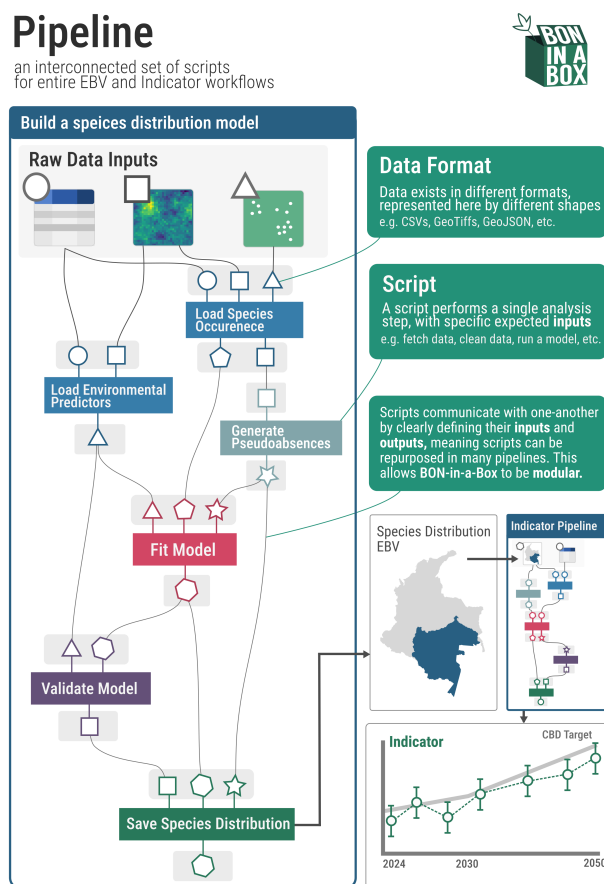 Pipeline
an interconnected set of scripts
for entire EBV and Indicator workflows
BON
IN A
BOX
Build a speices distribution model
Raw Data Inputs
Data Format
Data exists in different formats,
represented here by different shapes
e.g. CSVs, GeoTiffs, GeoJSON, etc.
Script
A script performs a single analysis
step, with specific expected inputs
e.g. fetch data, clean data, run a model, etc.
Load Species
Occurenece
Load Environmental
Predictors
Generate
Pseudoabsences
Scripts communicate with one-another
by clearly defining their inputs and
outputs, meaning scripts can be
repurposed in many pipelines. This
allows BON-in-a-Box to be modular.
Fit Model
Species Distribution
EBV
Indicator Pipeline
Validate Model
Save Species Distribution
Indicator
CBD Target
2024
2030
2050